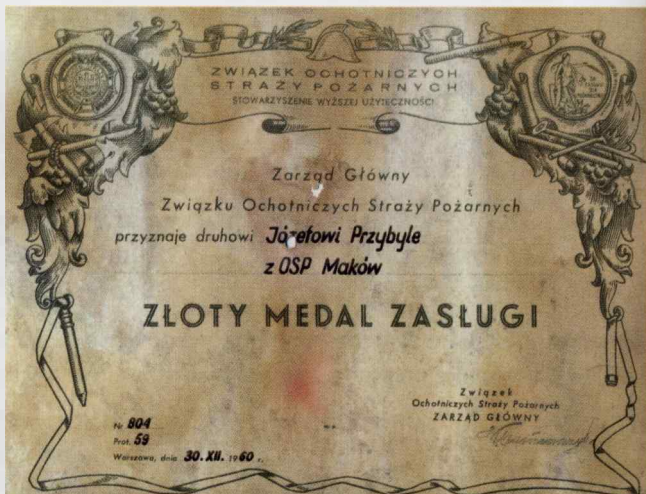 ZWIĄZEK OCHOTNICZYCH
STRAŻY POŻARNYCH
STOWARZYSZENIE WYŻSZEJ UŻYTECZNOŚCI
Zarząd Główny
Związku Ochotniczych Straży Pożarnych
przyznaje druhowi Józefowi Przybyle
z OSP Maków
ZŁOTY MEDAL ZASŁUGI
Nr 804
Prot. 59
Warszawa, dnia 30.XII. 1960 r.
Związek
Ochotniczych Straży Pożarnych
ZARZĄD GŁÓWNY